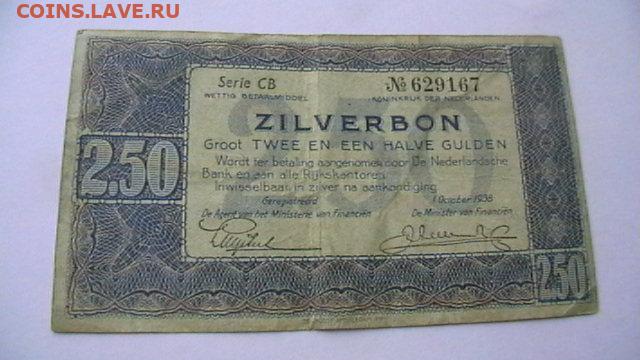 COINS.LAVE.RU
Serie CB № 629167
WETTIG BETAALMIDDEL KONINKRIJK DER NEDERLANDEN
ZILVERBON
Groot TWEE EN EEN HALVE GULDEN
Wordt ter betaling aangenomen door De Nederlandsche
Bank en aan alle Rijkskantoren
Inwisselbaar in zilver na aankondiging
Geregistreerd 1 October 1938
De Agent van het Ministerie van Financiën De Minister van Financiën
2.50
2.50